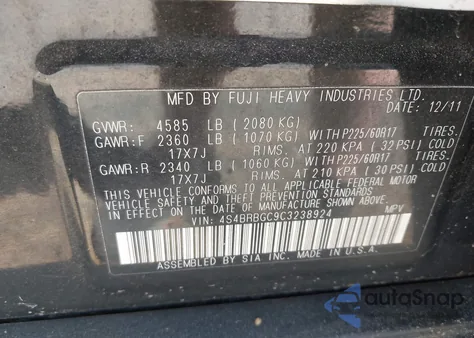 MFD BY FUJI HEAVY INDUSTRIES LTD.
DATE: 12/11
GVWR: 4585 LB (2080 KG)
GAWR:F 2360 LB (1070 KG) WITH P225/60R17 TIRES.
17X7J RIMS. AT 220 KPA (32 PSI) COLD
GAWR:R 2340 LB (1060 KG) WITH P225/60R17 TIRES.
17X7J RIMS. AT 210 KPA (30 PSI) COLD
THIS VEHICLE CONFORMS TO ALL APPLICABLE FEDERAL MOTOR
VEHICLE SAFETY STANDARDS IN EFFECT ON THE DATE OF
MANUFACTURE SHOWN ABOVE.
VIN: 4S4BRBGC9C3238924 MPV
ASSEMBLED BY SIA INC. MADE IN U.S.A.
autoSnap